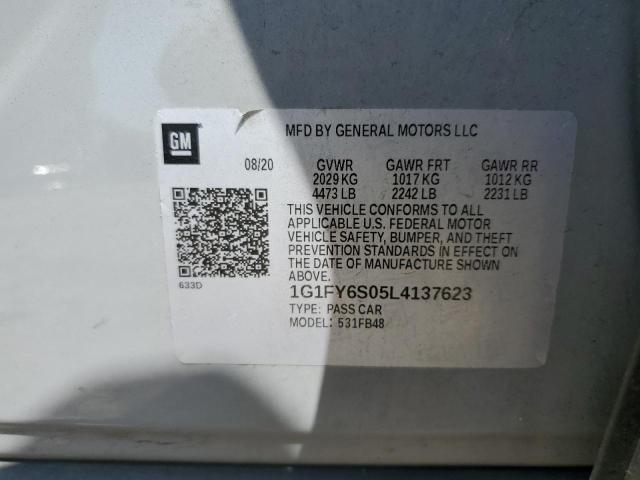 GM
MFD BY GENERAL MOTORS LLC
08/20 GVWR GAWR FRT GAWR RR
2029 KG 1017 KG 1012 KG
4473 LB 2242 LB 2231 LB
THIS VEHICLE CONFORMS TO ALL
APPLICABLE U.S. FEDERAL MOTOR
VEHICLE SAFETY, BUMPER, AND THEFT
PREVENTION STANDARDS IN EFFECT ON
THE DATE OF MANUFACTURE SHOWN
ABOVE.
633D
1G1FY6S05L4137623
TYPE: PASS CAR
MODEL: 531FB48